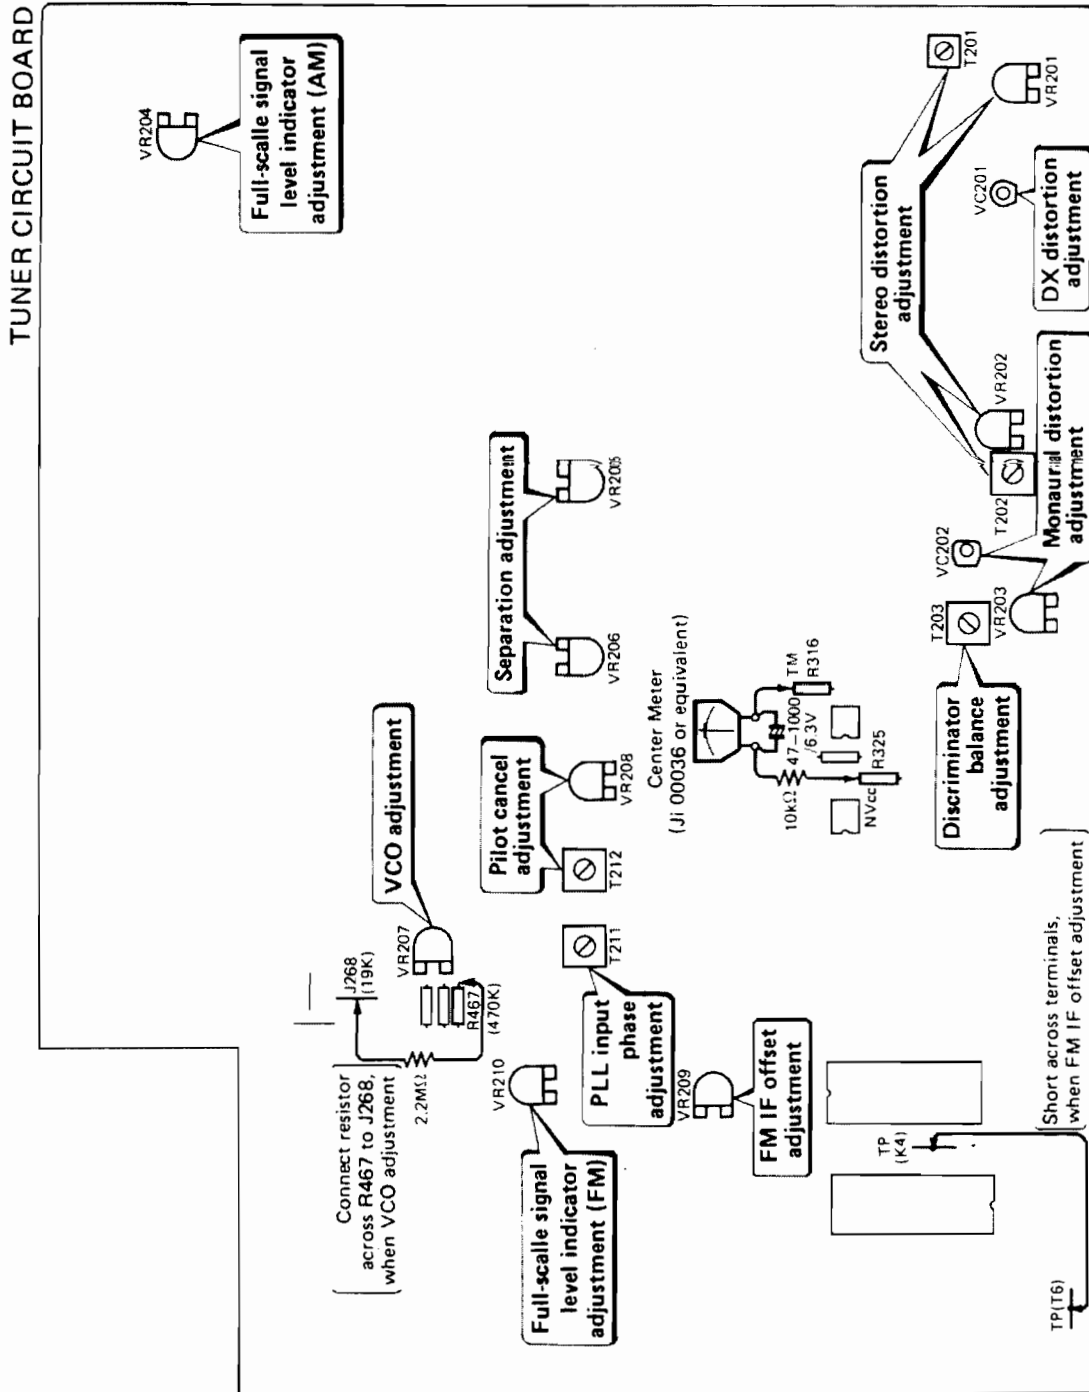 TUNER CIRCUIT BOARD
VR204
Full-scalle signal
level indicator
adjustment (AM)
T201
VR201
Stereo distortion
adjustment
VC201
DX distortion
adjustment
VR202
T202
Monaural distortion
adjustment
VC202
VR203
T203
Discriminator
balance
adjustment
Separation adjustment
VR2005
VR206
Center Meter
(Ji 00036 or equivalent)
TM
R316
47–1000
/6.3V
10kΩ
R325
NVcc
VCO adjustment
VR207
Pilot cancel
adjustment
VR208
T212
J268
(19K)
R467
(470K)
Connect resistor
across R467 to J268,
when VCO adjustment
2.2MΩ
T211
PLL input
phase
adjustment
VR210
Full-scalle signal
level indicator
adjustment (FM)
VR209
FM IF offset
adjustment
TP
(K4)
Short across terminals,
when FM IF offset adjustment
TP(T6)